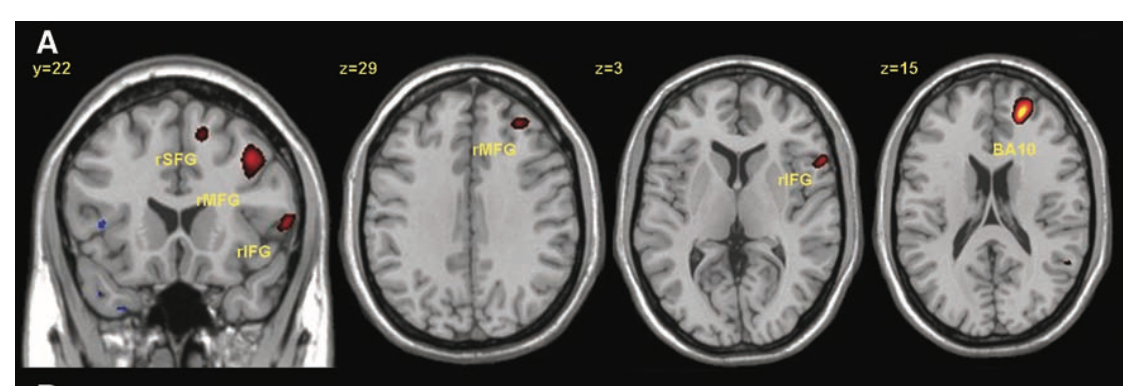 A
y=22
rSFG
rMFG
rIFG
z=29
rMFG
z=3
rIFG
z=15
BA10